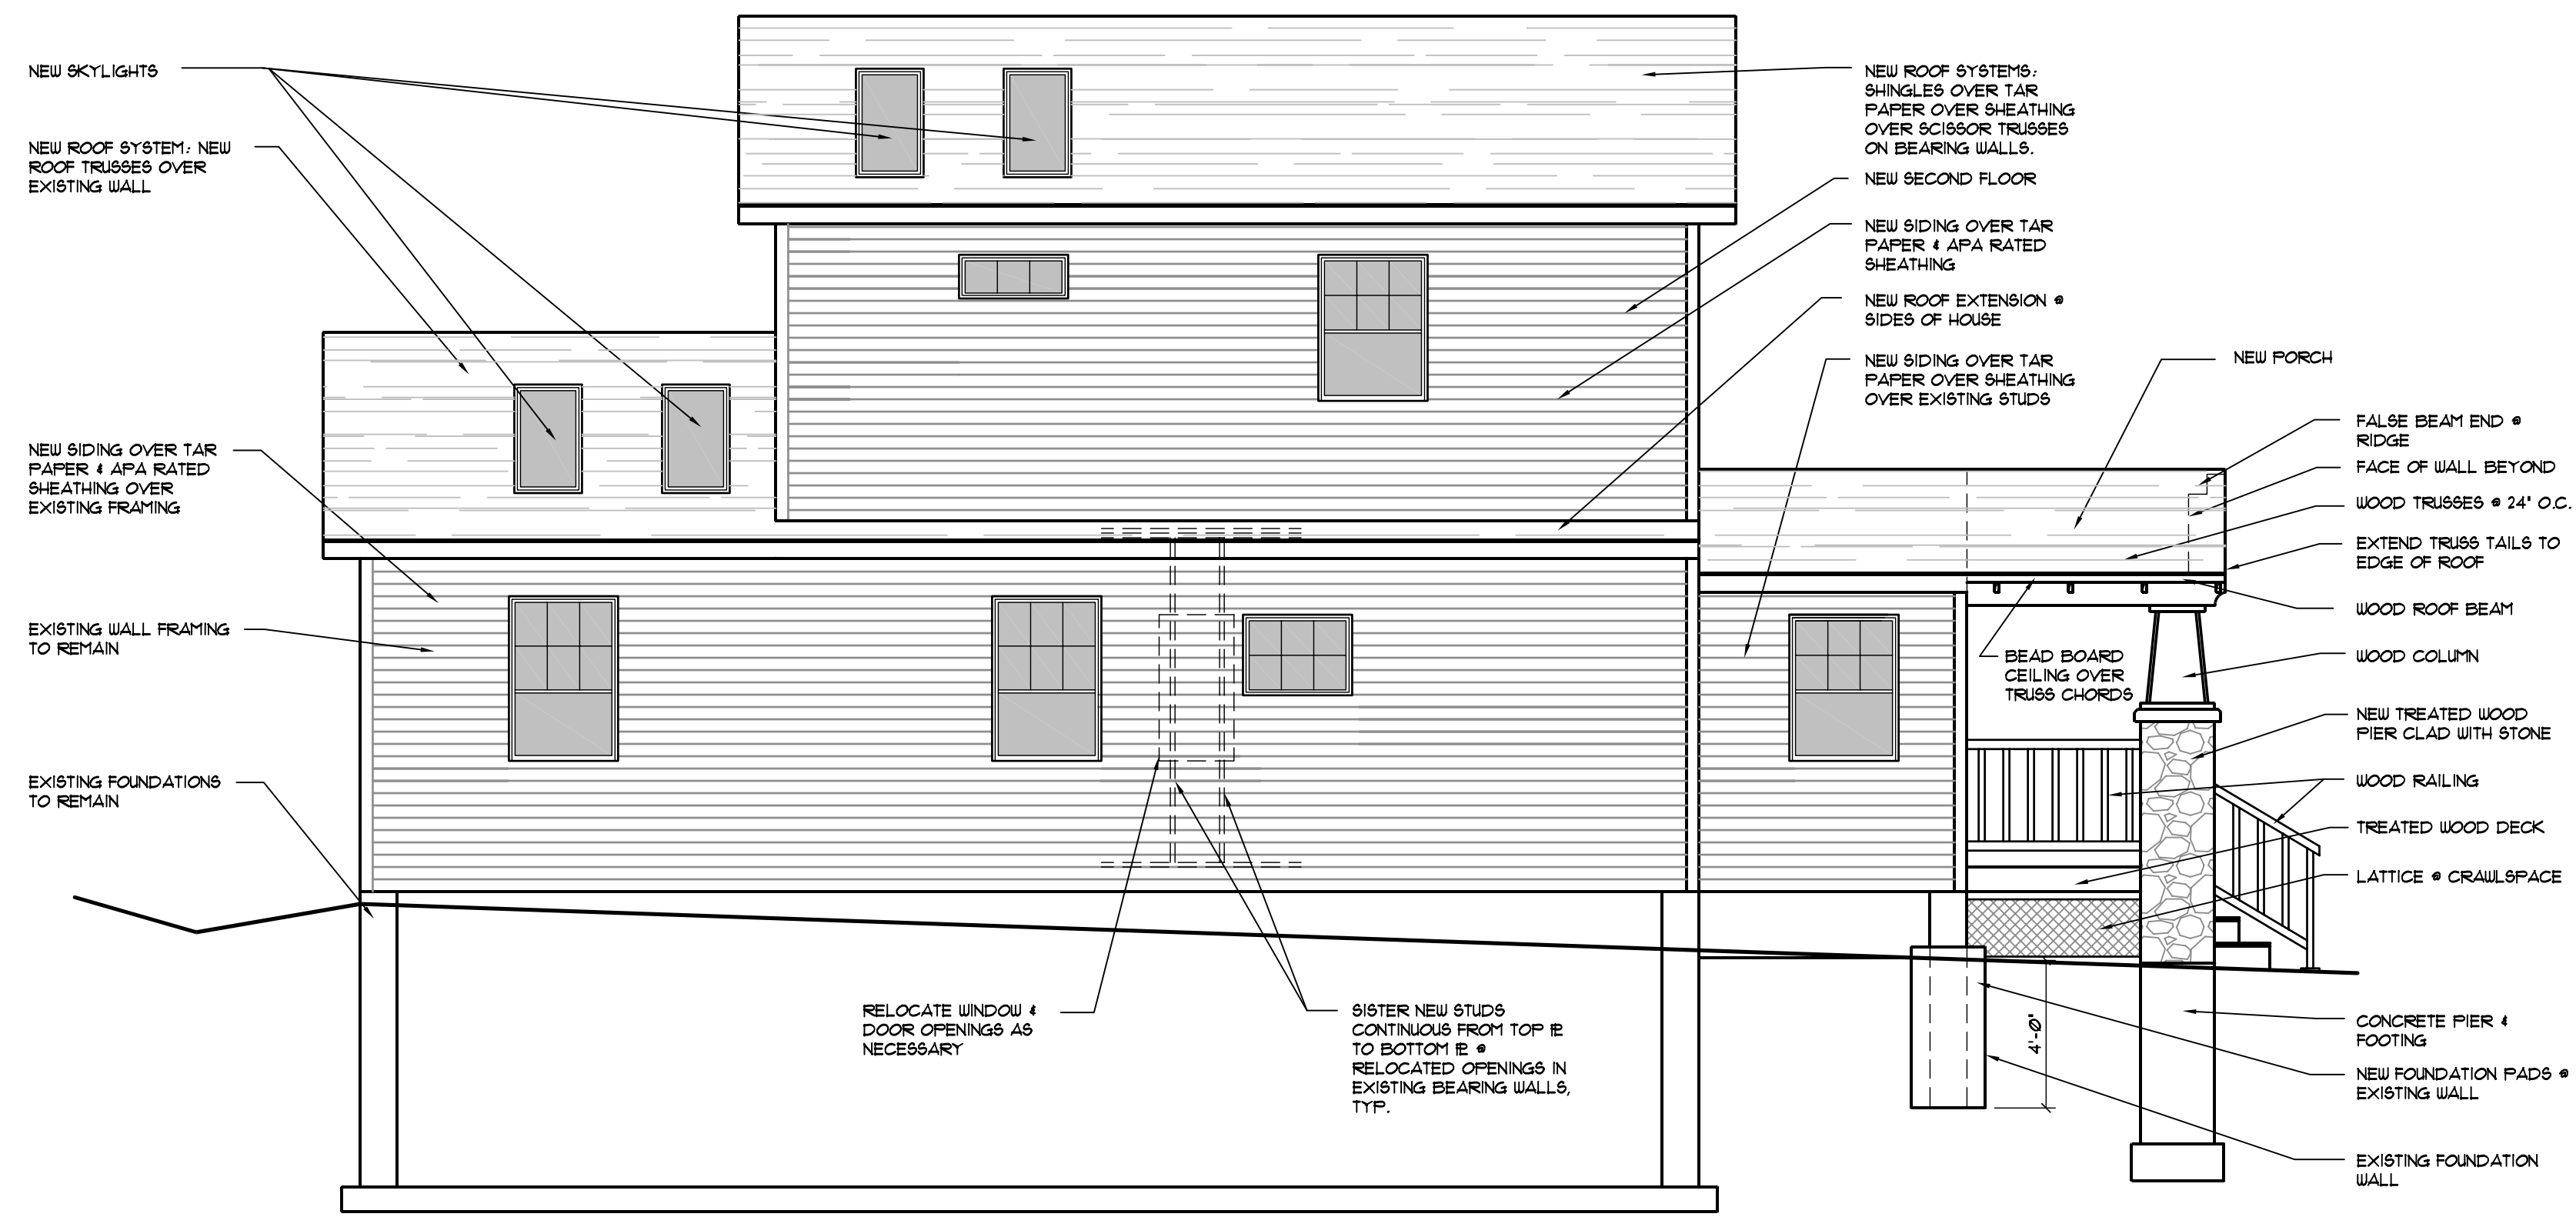 NEW SKYLIGHTS
NEW ROOF SYSTEM: NEW
ROOF TRUSSES OVER
EXISTING WALL
NEW SIDING OVER TAR
PAPER & APA RATED
SHEATHING OVER
EXISTING FRAMING
EXISTING WALL FRAMING
TO REMAIN
EXISTING FOUNDATIONS
TO REMAIN
RELOCATE WINDOW &
DOOR OPENINGS AS
NECESSARY
SISTER NEW STUDS
CONTINUOUS FROM TOP PL
TO BOTTOM PL @
RELOCATED OPENINGS IN
EXISTING BEARING WALLS,
TYP.
NEW ROOF SYSTEMS:
SHINGLES OVER TAR
PAPER OVER SHEATHING
OVER SCISSOR TRUSSES
ON BEARING WALLS.
NEW SECOND FLOOR
NEW SIDING OVER TAR
PAPER & APA RATED
SHEATHING
NEW ROOF EXTENSION @
SIDES OF HOUSE
NEW SIDING OVER TAR
PAPER OVER SHEATHING
OVER EXISTING STUDS
BEAD BOARD
CEILING OVER
TRUSS CHORDS
4'-0"
NEW PORCH
FALSE BEAM END @
RIDGE
FACE OF WALL BEYOND
WOOD TRUSSES @ 24" O.C.
EXTEND TRUSS TAILS TO
EDGE OF ROOF
WOOD ROOF BEAM
WOOD COLUMN
NEW TREATED WOOD
PIER CLAD WITH STONE
WOOD RAILING
TREATED WOOD DECK
LATTICE @ CRAWLSPACE
CONCRETE PIER &
FOOTING
NEW FOUNDATION PADS @
EXISTING WALL
EXISTING FOUNDATION
WALL